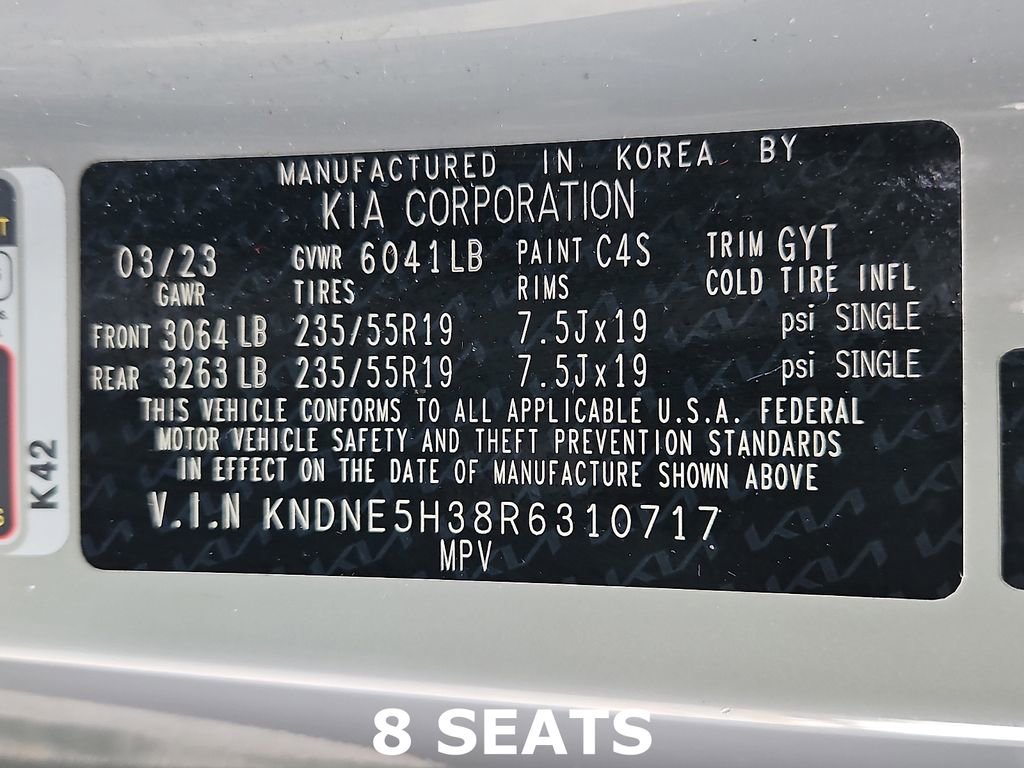 MANUFACTURED IN KOREA BY
KIA CORPORATION
03/23 GVWR 6041LB PAINT C4S TRIM GYT
GAWR TIRES RIMS COLD TIRE INFL
FRONT 3064 LB 235/55R19 7.5Jx19 psi SINGLE
REAR 3263 LB 235/55R19 7.5Jx19 psi SINGLE
THIS VEHICLE CONFORMS TO ALL APPLICABLE U.S.A. FEDERAL
MOTOR VEHICLE SAFETY AND THEFT PREVENTION STANDARDS
IN EFFECT ON THE DATE OF MANUFACTURE SHOWN ABOVE
V.I.N KNDNE5H38R6310717
MPV
K42
8 SEATS